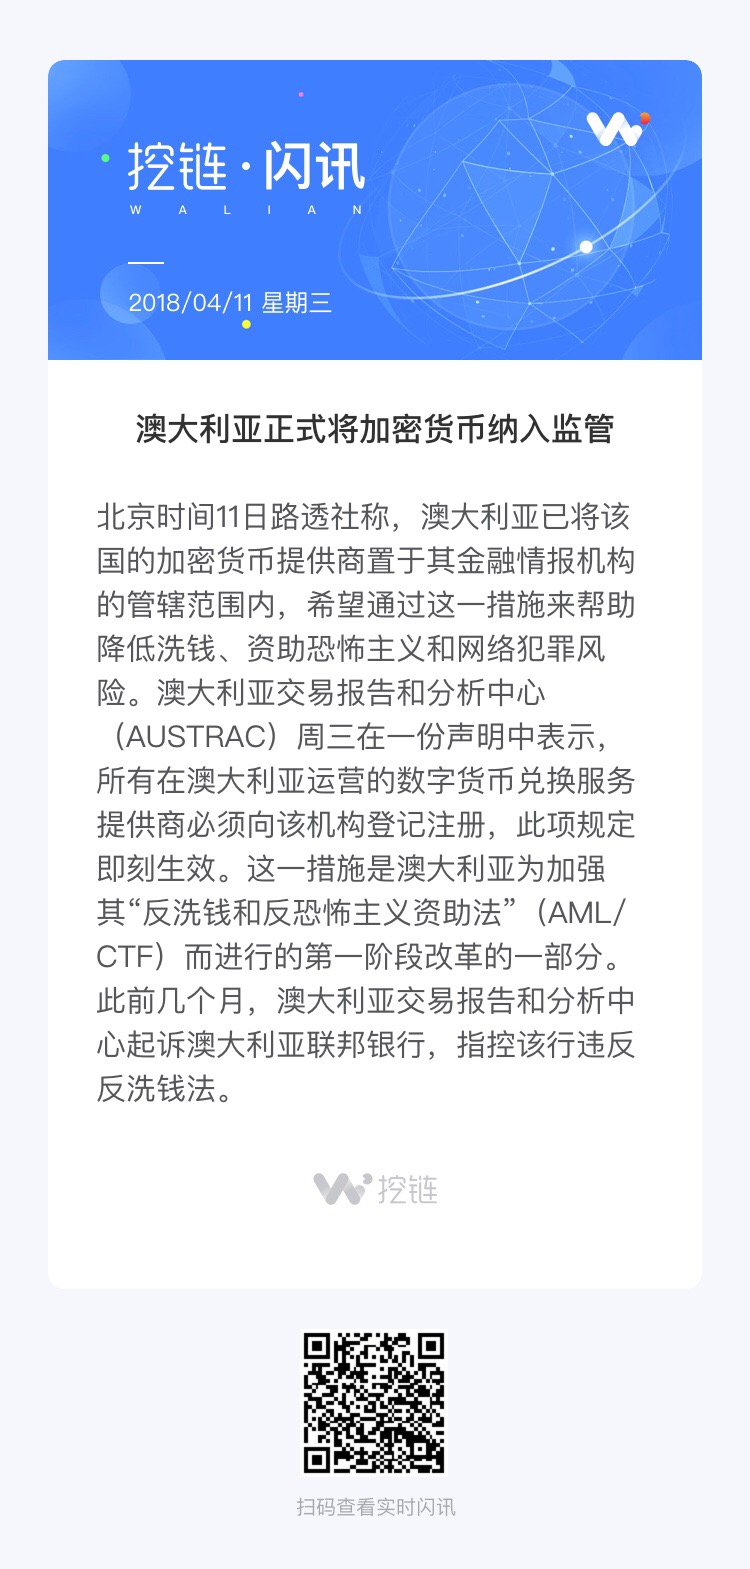 挖链·闪讯
WALIAN
2018/04/11 星期三
澳大利亚正式将加密货币纳入监管
北京时间11日路透社称，澳大利亚已将该
国的加密货币提供商置于其金融情报机构
的管辖范围内，希望通过这一措施来帮助
降低洗钱、资助恐怖主义和网络犯罪风
险。澳大利亚交易报告和分析中心
（AUSTRAC）周三在一份声明中表示，
所有在澳大利亚运营的数字货币兑换服务
提供商必须向该机构登记注册，此项规定
即刻生效。这一措施是澳大利亚为加强
其“反洗钱和反恐怖主义资助法”（AML/
CTF）而进行的第一阶段改革的一部分。
此前几个月，澳大利亚交易报告和分析中
心起诉澳大利亚联邦银行，指控该行违反
反洗钱法。
挖链
扫码查看实时闪讯